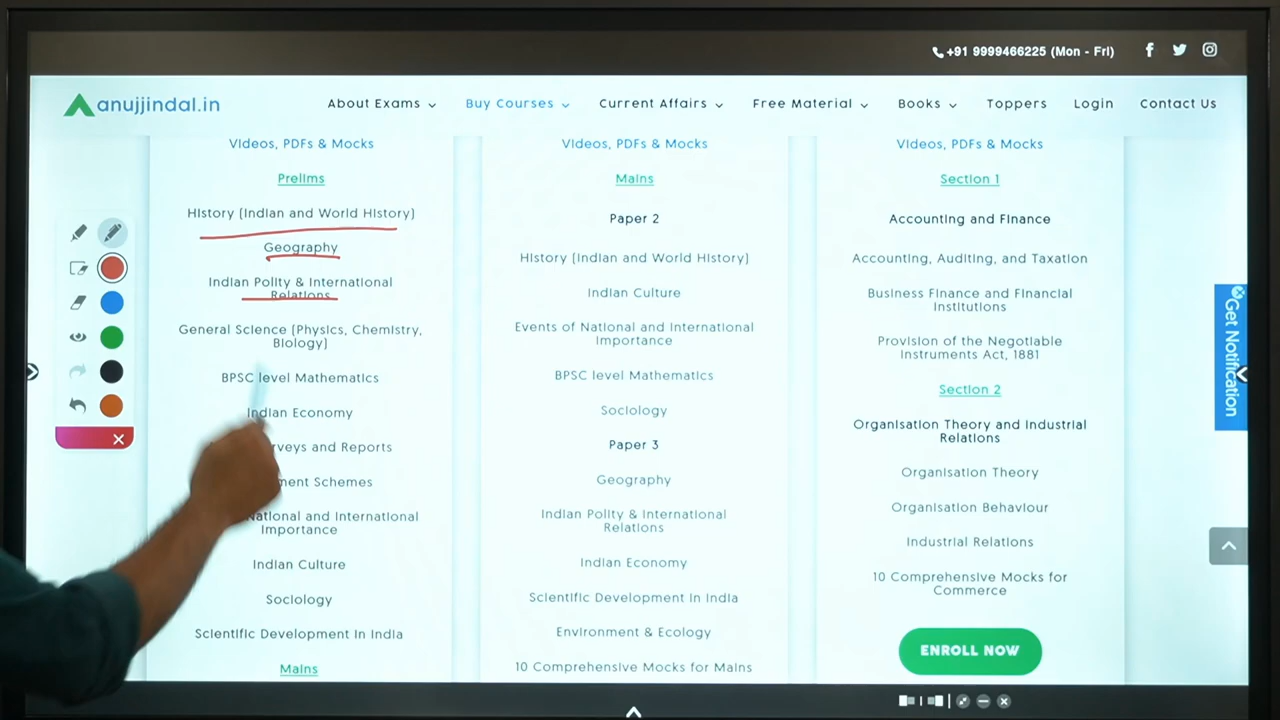 +91 9999466225 (Mon - Fri)
anujjindal.in
About Exams
Buy Courses
Current Affairs
Free Material
Books
Toppers
Login
Contact Us
Videos, PDFs & Mocks
Prelims
History (Indian and World History)
Geography
Indian Polity & International
Relations
General Science (Physics, Chemistry,
Biology)
BPSC level Mathematics
Indian Economy
and Reports
Schemes
National and International
Importance
Indian Culture
Sociology
Scientific Development in India
Mains
Videos, PDFs & Mocks
Mains
Paper 2
History (Indian and World History)
Indian Culture
Events of National and International
Importance
BPSC level Mathematics
Sociology
Paper 3
Geography
Indian Polity & International
Relations
Indian Economy
Scientific Development in India
Environment & Ecology
10 Comprehensive Mocks for Mains
Videos, PDFs & Mocks
Section 1
Accounting and Finance
Accounting, Auditing, and Taxation
Business Finance and Financial
Institutions
Provision of the Negotiable
Instruments Act, 1881
Section 2
Organisation Theory and Industrial
Relations
Organisation Theory
Organisation Behaviour
Industrial Relations
10 Comprehensive Mocks for
Commerce
ENROLL NOW
Get Notification